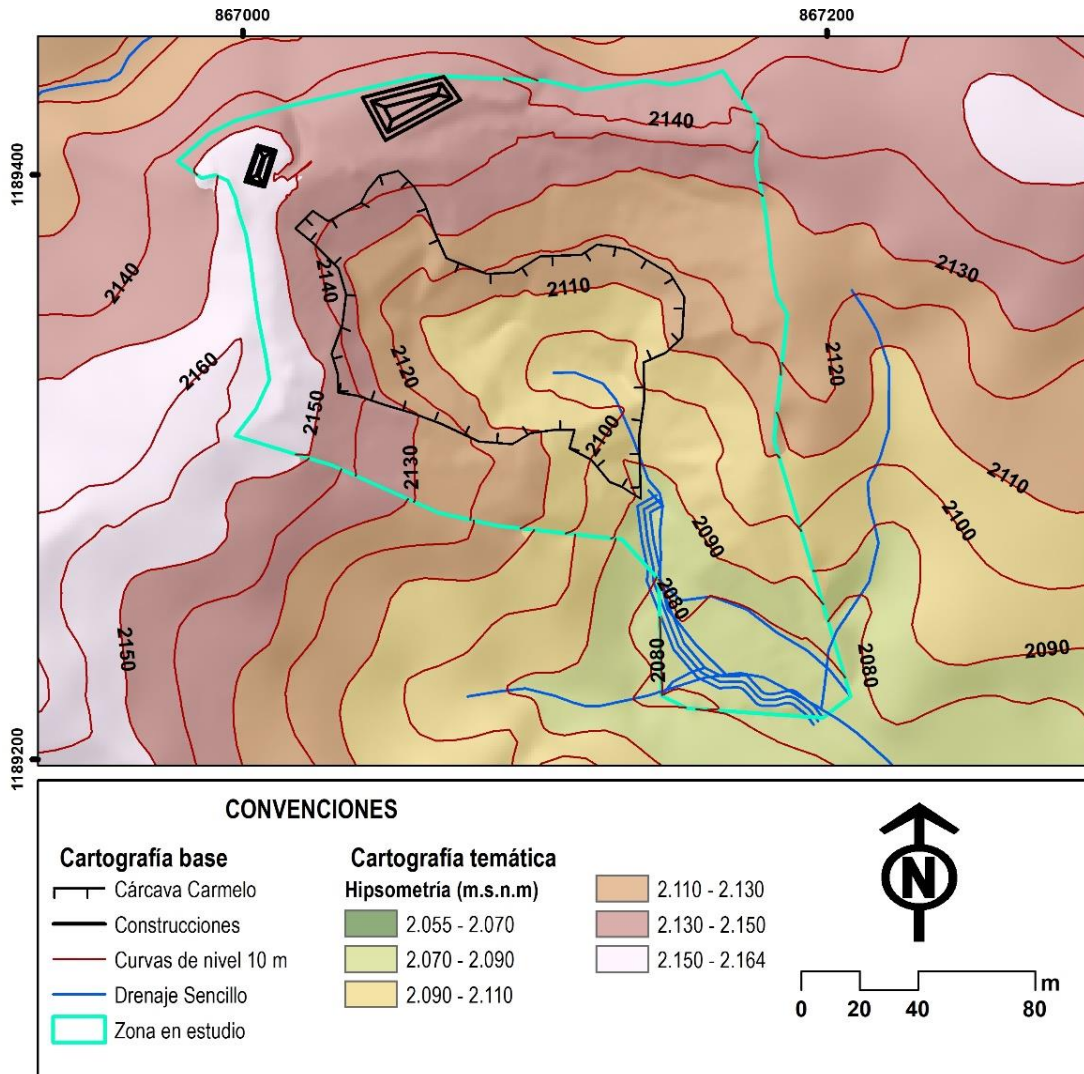 867000
867200
1189400
1189200
2140
2130
2140
2140
2110
2120
2120
2160
2150
2130
2100
2110
2100
2090
2080
2080
2080
2090
2150
CONVENCIONES
Cartografía base
Cárcava Carmelo
Construcciones
Curvas de nivel 10 m
Drenaje Sencillo
Zona en estudio
Cartografía temática
Hipsometría (m.s.n.m)
2.055 - 2.070
2.070 - 2.090
2.090 - 2.110
2.110 - 2.130
2.130 - 2.150
2.150 - 2.164
N
m
0 20 40 80